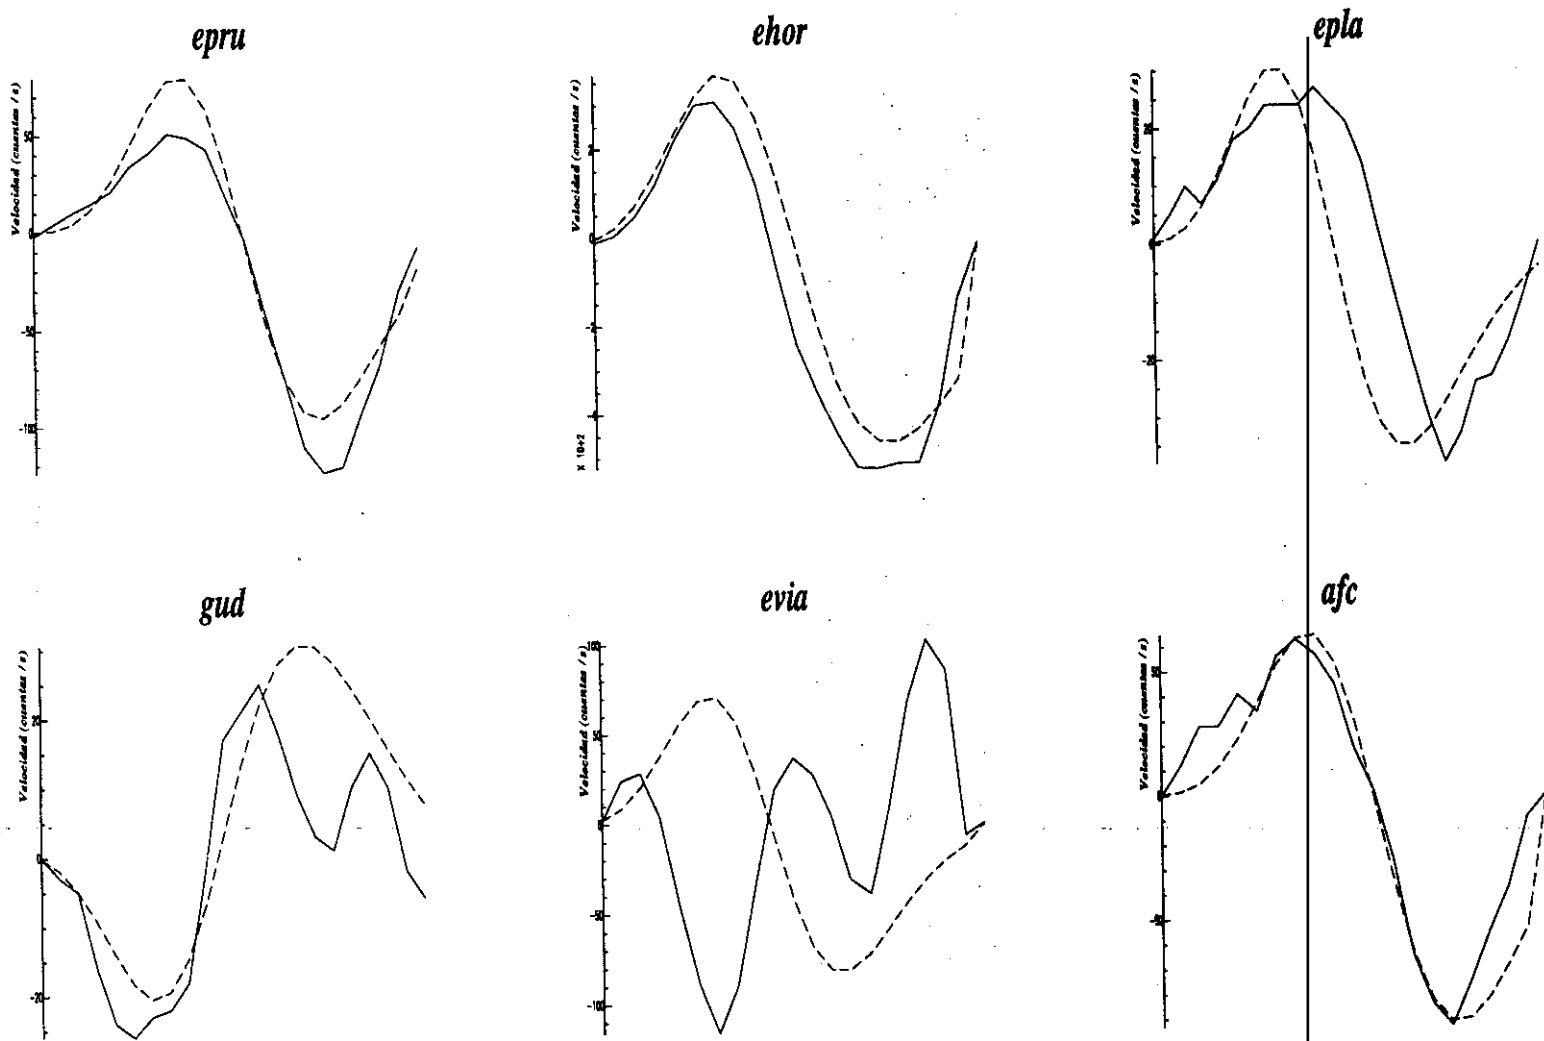 epru
ehor
epla
Velocidad (cuentas / s)
50
0
-50
-100
Velocidad (cuentas / s)
2
0
-2
-4
X 10+2
Velocidad (cuentas / s)
20
0
-20
gud
evia
afc
Velocidad (cuentas / s)
20
0
-20
Velocidad (cuentas / s)
100
50
0
-50
-100
Velocidad (cuentas / s)
50
0
-50